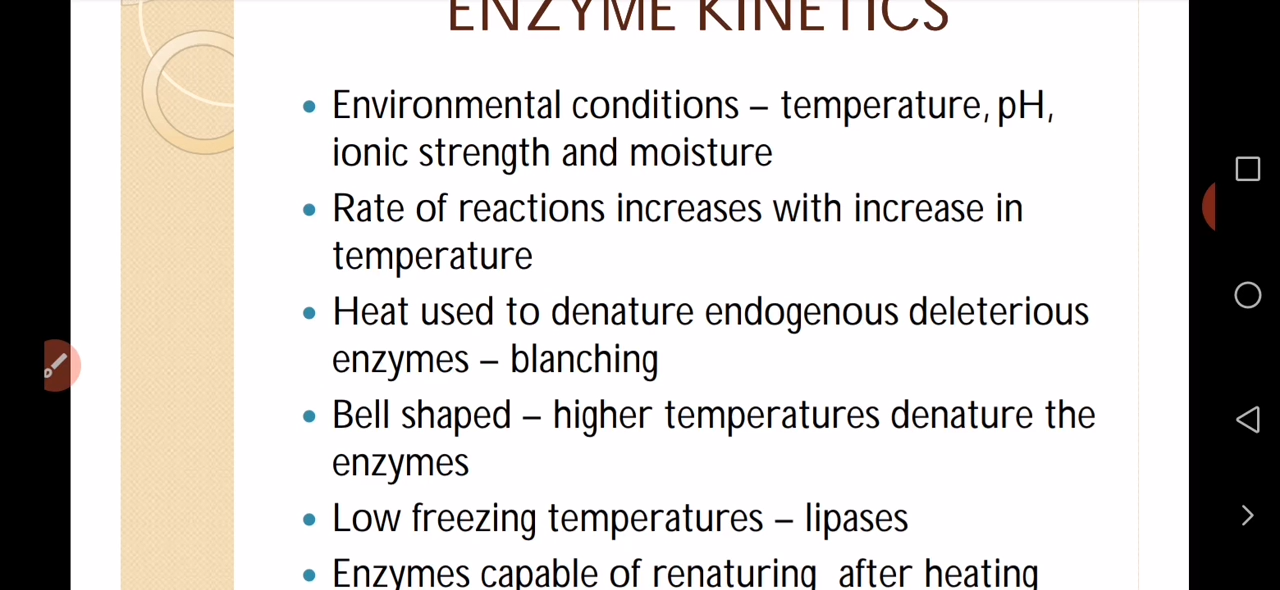 ENZYME KINETICS
• Environmental conditions – temperature, pH,
ionic strength and moisture
• Rate of reactions increases with increase in
temperature
• Heat used to denature endogenous deleterious
enzymes – blanching
• Bell shaped – higher temperatures denature the
enzymes
• Low freezing temperatures – lipases
• Enzymes capable of renaturing after heating